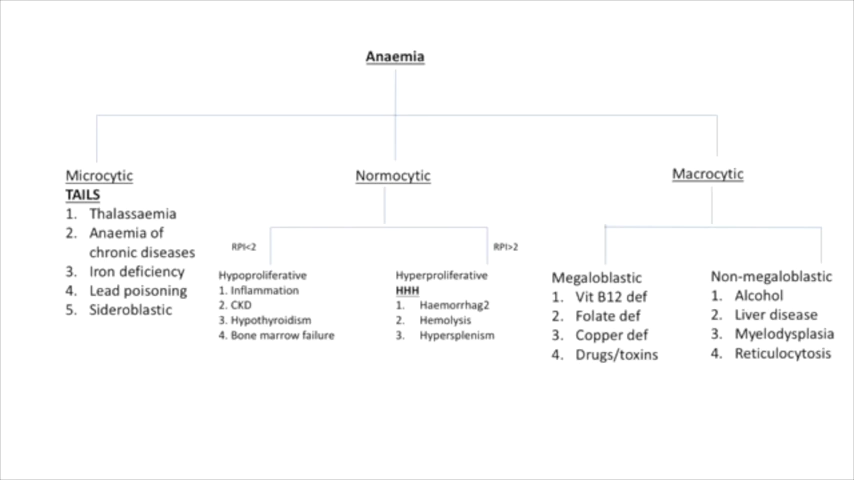 Anaemia
Microcytic
TAILS
1. Thalassaemia
2. Anaemia of
chronic diseases
3. Iron deficiency
4. Lead poisoning
5. Sideroblastic
Normocytic
RPI<2
Hypoproliferative
1. Inflammation
2. CKD
3. Hypothyroidism
4. Bone marrow failure
RPI>2
Hyperproliferative
HHH
1. Haemorrhag2
2. Hemolysis
3. Hypersplenism
Macrocytic
Megaloblastic
1. Vit B12 def
2. Folate def
3. Copper def
4. Drugs/toxins
Non-megaloblastic
1. Alcohol
2. Liver disease
3. Myelodysplasia
4. Reticulocytosis